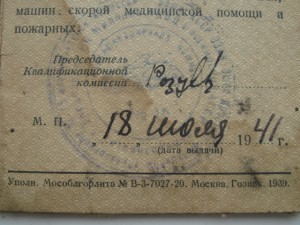 машин скорой медицинской помощи и
пожарных.
Председатель
Квалификационной
комиссии
М. П. „18" июля 1941 г.
(дата выдачи)
Уполн. Мособлгорлита № В-3-7027-20. Москва. Гознак. 1939.